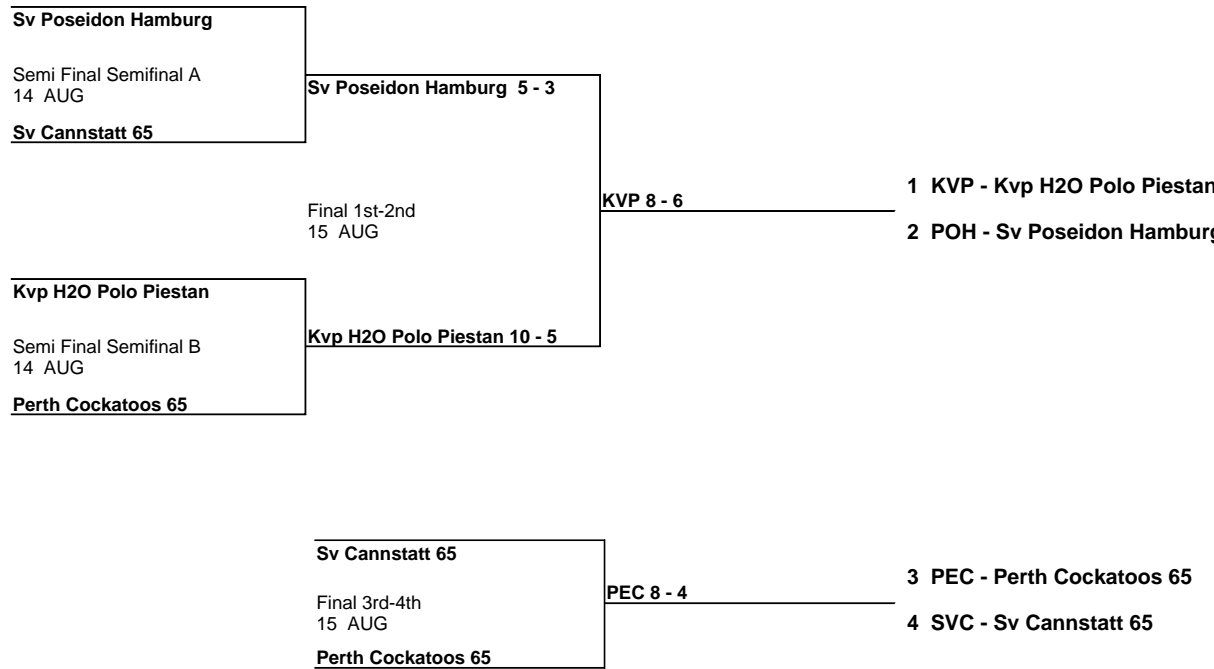 Sv Poseidon Hamburg
Semi Final Semifinal A
14 AUG
Sv Cannstatt 65
Sv Poseidon Hamburg 5 - 3
Final 1st-2nd
15 AUG
KVP 8 - 6
1 KVP - Kvp H2O Polo Piestan
2 POH - Sv Poseidon Hamburg
Kvp H2O Polo Piestan
Semi Final Semifinal B
14 AUG
Perth Cockatoos 65
Kvp H2O Polo Piestan 10 - 5
Sv Cannstatt 65
Final 3rd-4th
15 AUG
Perth Cockatoos 65
PEC 8 - 4
3 PEC - Perth Cockatoos 65
4 SVC - Sv Cannstatt 65